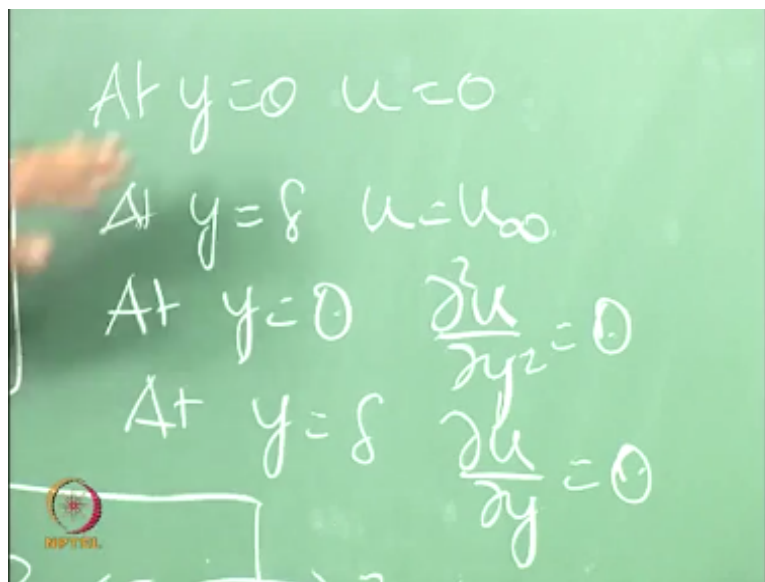 At y=0 u=0
At y=δ u=u∞
At y=0 ∂²u/∂y²=0
At y=δ ∂u/∂y=0
NPTEL